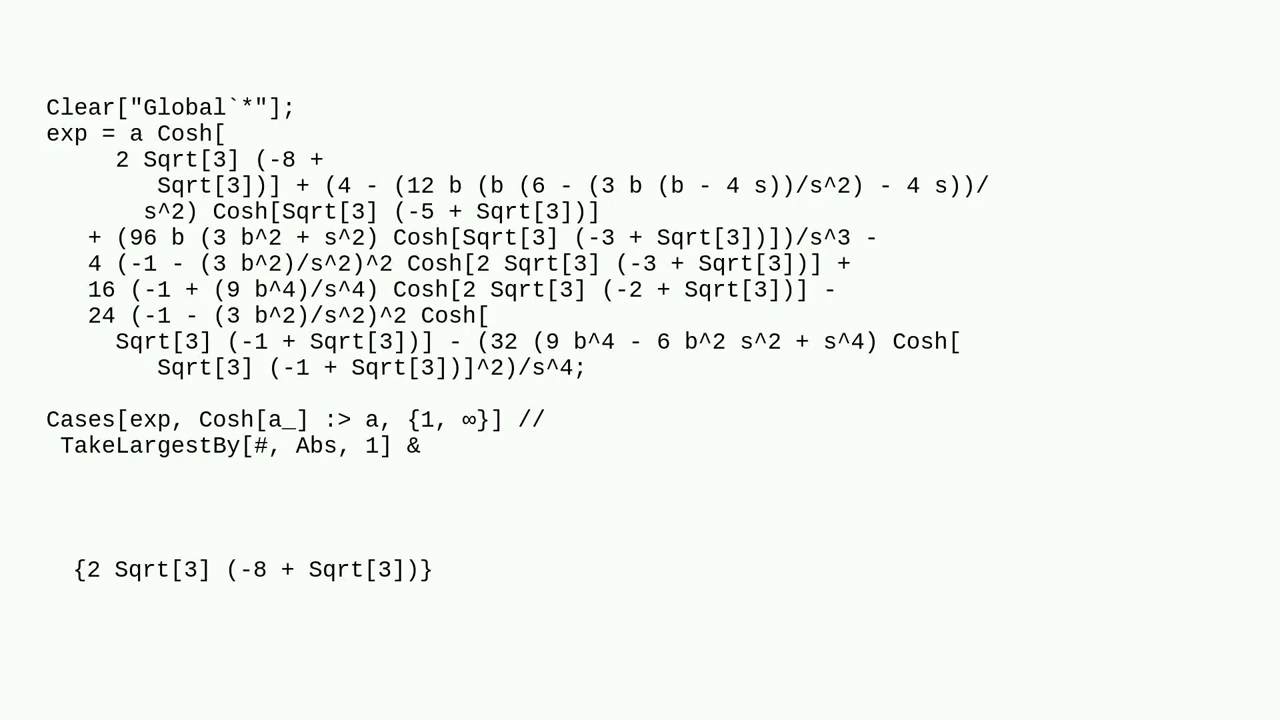 Clear["Global`*"];
exp = a Cosh[
2 Sqrt[3] (-8 +
Sqrt[3])] + (4 - (12 b (b (6 - (3 b (b - 4 s))/s^2) - 4 s))/
s^2) Cosh[Sqrt[3] (-5 + Sqrt[3])]
+ (96 b (3 b^2 + s^2) Cosh[Sqrt[3] (-3 + Sqrt[3])])/s^3 -
4 (-1 - (3 b^2)/s^2)^2 Cosh[2 Sqrt[3] (-3 + Sqrt[3])] +
16 (-1 + (9 b^4)/s^4) Cosh[2 Sqrt[3] (-2 + Sqrt[3])] -
24 (-1 - (3 b^2)/s^2)^2 Cosh[
Sqrt[3] (-1 + Sqrt[3])] - (32 (9 b^4 - 6 b^2 s^2 + s^4) Cosh[
Sqrt[3] (-1 + Sqrt[3])]^2)/s^4;
Cases[exp, Cosh[a_] :> a, {1, ∞}] //
TakeLargestBy[#, Abs, 1] &
{2 Sqrt[3] (-8 + Sqrt[3])}